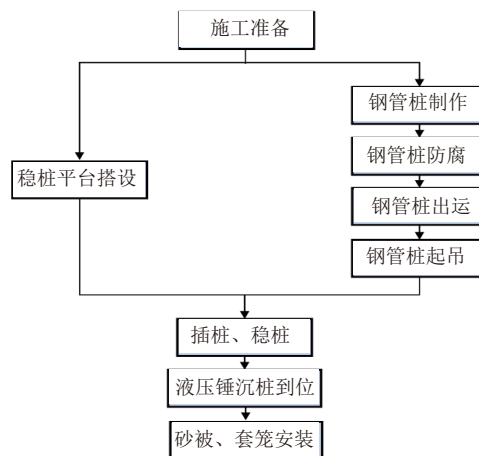 施工准备
钢管桩制作
钢管桩防腐
稳桩平台搭设
钢管桩出运
钢管桩起吊
插桩、稳桩
液压锤沉桩到位
砂被、套笼安装